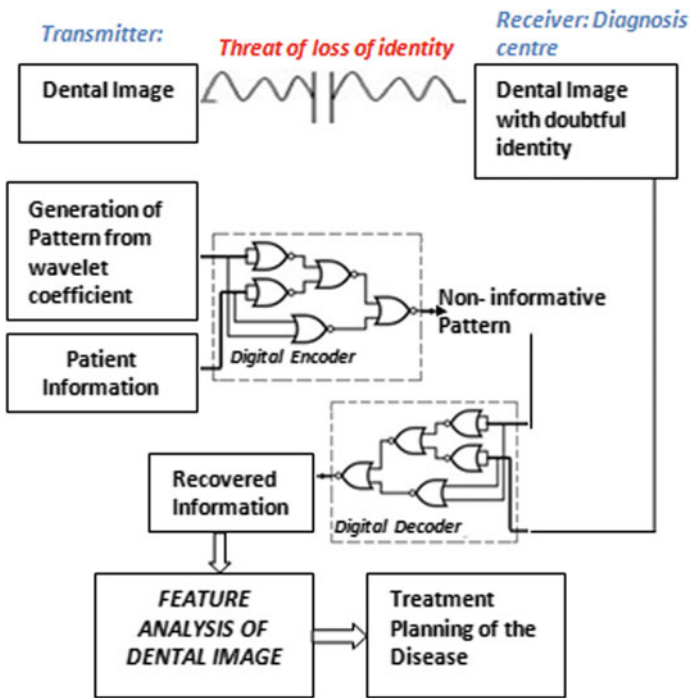 Transmitter:
Threat of loss of identity
Receiver: Diagnosis
centre
Dental Image
Dental Image
with doubtful
identity
Generation of
Pattern from
wavelet
coefficient
Patient
Information
Digital Encoder
Non- informative
Pattern
Recovered
Information
Digital Decoder
FEATURE
ANALYSIS OF
DENTAL IMAGE
Treatment
Planning of the
Disease